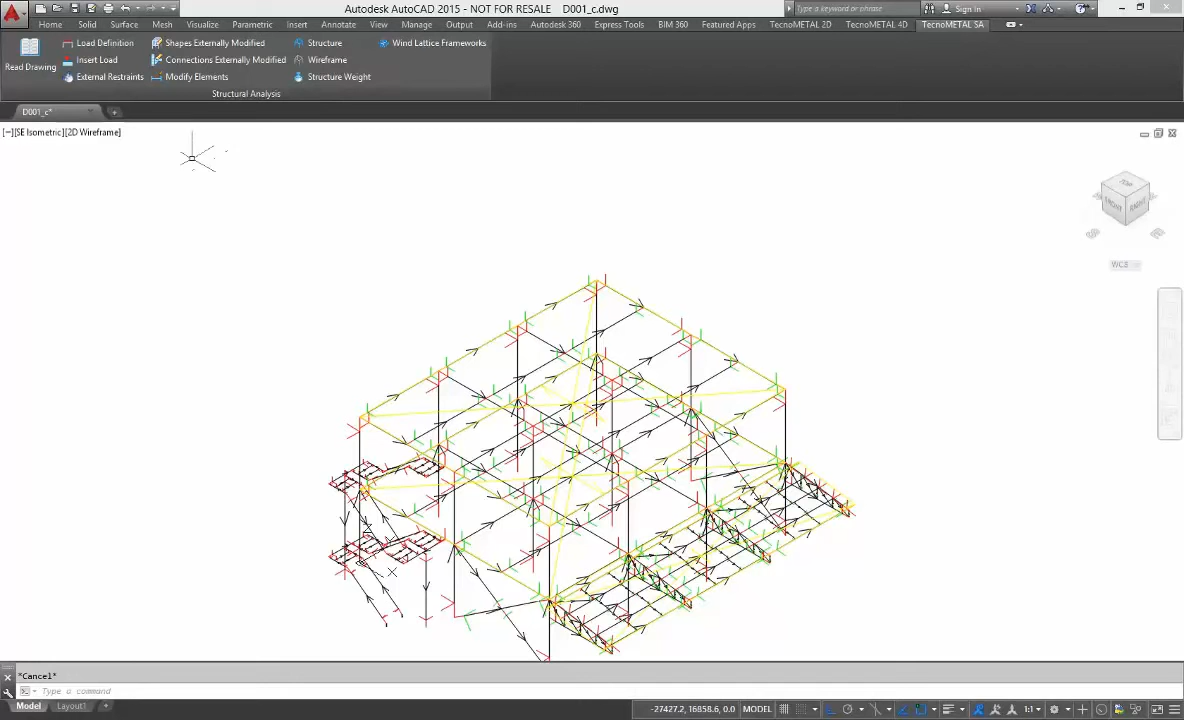 Autodesk AutoCAD 2015 - NOT FOR RESALE D001_c.dwg
Type a keyword or phrase
Sign In
Home Solid Surface Mesh Visualize Parametric Insert Annotate View Manage Output Add-ins Autodesk 360 Express Tools BIM 360 Featured Apps TecnoMETAL 2D TecnoMETAL 4D TecnoMETAL SA
Read Drawing
Load Definition Shapes Externally Modified Structure Wind Lattice Frameworks
Insert Load Connections Externally Modified Wireframe
External Restraints Modify Elements Structure Weight
Structural Analysis
D001_c*
[−][SE Isometric][2D Wireframe]
TOP
FRONT RIGHT
S E
WCS
*Cancel*
Type a command
Model Layout1 +
-27427.2, 16858.6, 0.0 MODEL 1:1